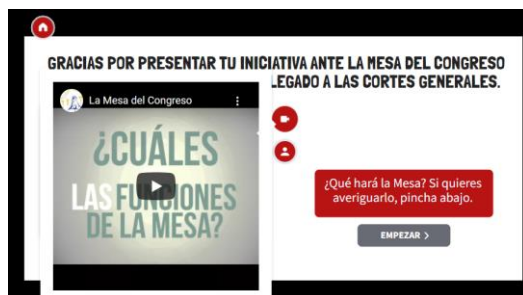 GRACIAS POR PRESENTAR TU INICIATIVA ANTE LA MESA DEL CONGRESO
LEGADO A LAS CORTES GENERALES.
La Mesa del Congreso
¿CUÁLES
LAS FUNCIONES
DE LA MESA?
¿Qué hará la Mesa? Si quieres
averiguarlo, pincha abajo.
EMPEZAR >